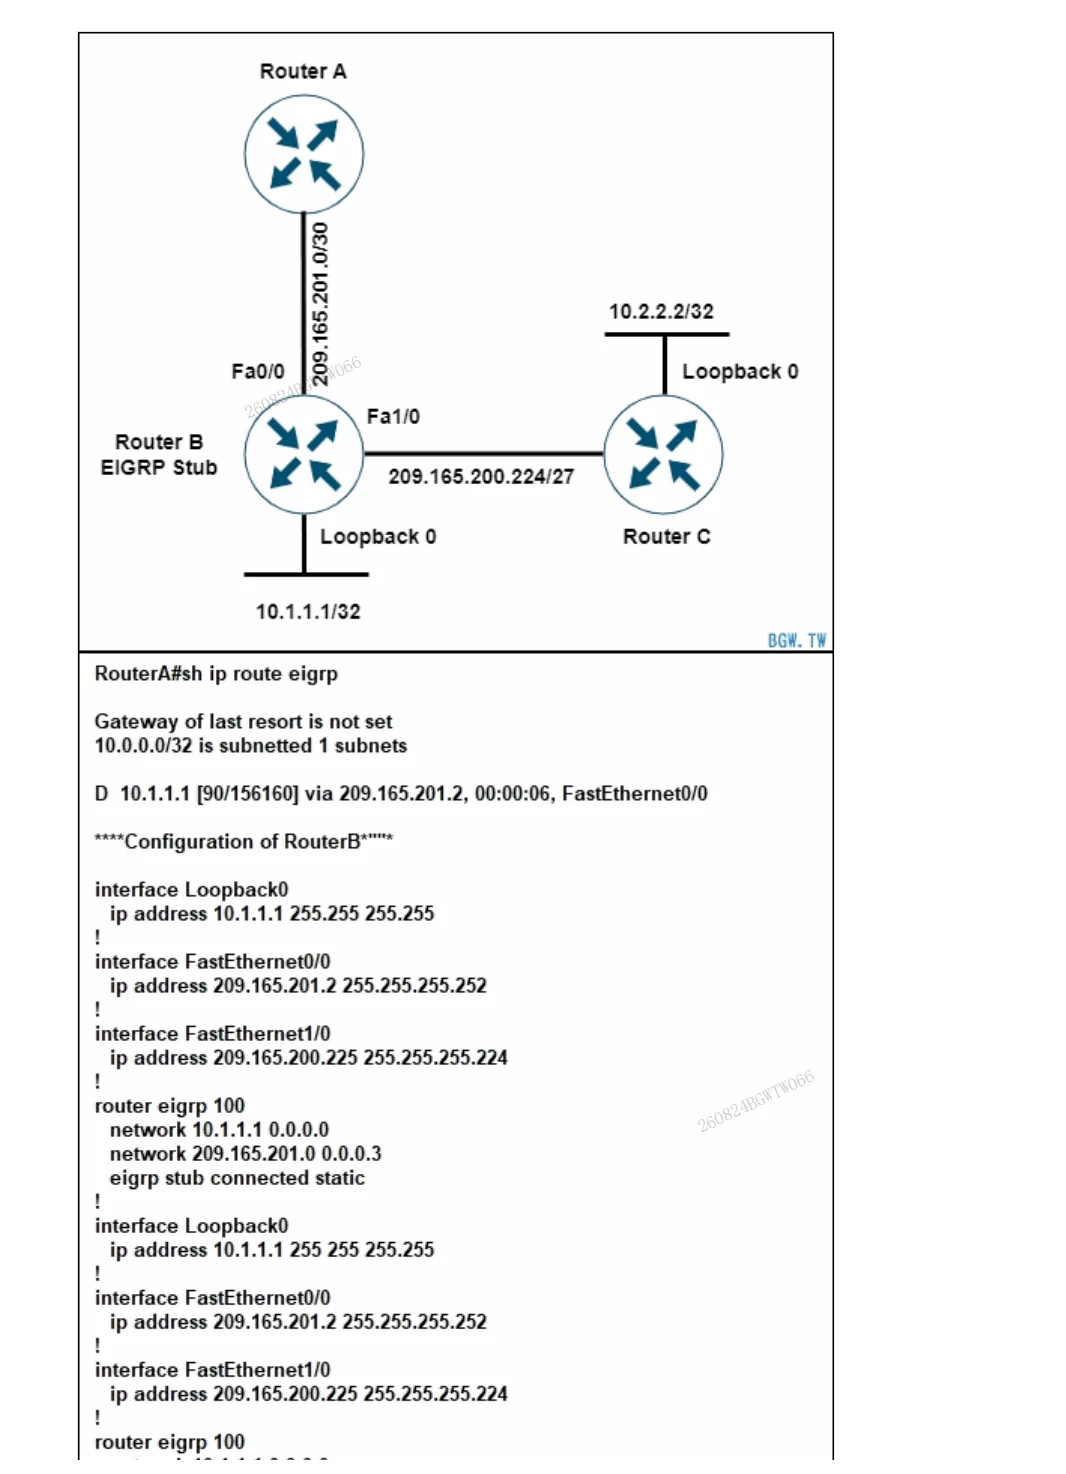 Router A
209.165.201.0/30
10.2.2.2/32
Fa0/0
Loopback 0
Fa1/0
Router B
EIGRP Stub
209.165.200.224/27
Loopback 0
Router C
10.1.1.1/32
BGW.TW
RouterA#sh ip route eigrp
Gateway of last resort is not set
10.0.0.0/32 is subnetted 1 subnets
D 10.1.1.1 [90/156160] via 209.165.201.2, 00:00:06, FastEthernet0/0
****Configuration of RouterB*""*
interface Loopback0
ip address 10.1.1.1 255.255 255.255
!
interface FastEthernet0/0
ip address 209.165.201.2 255.255.255.252
!
interface FastEthernet1/0
ip address 209.165.200.225 255.255.255.224
!
260824BGWTW066
router eigrp 100
network 10.1.1.1 0.0.0.0
network 209.165.201.0 0.0.0.3
eigrp stub connected static
!
interface Loopback0
ip address 10.1.1.1 255 255 255.255
!
interface FastEthernet0/0
ip address 209.165.201.2 255.255.255.252
!
interface FastEthernet1/0
ip address 209.165.200.225 255.255.255.224
!
router eigrp 100